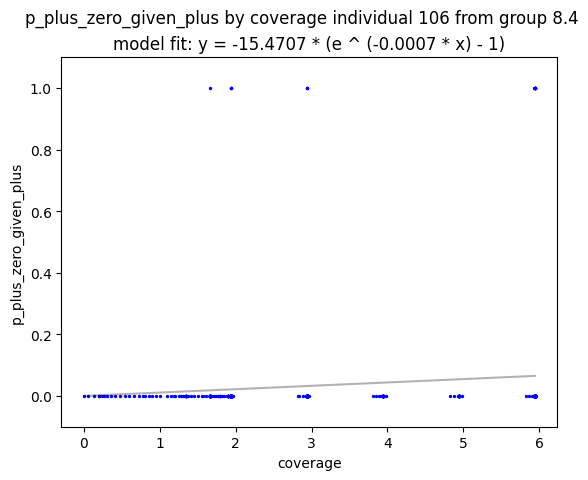 p_plus_zero_given_plus by coverage individual 106 from group 8.4
model fit: y = -15.4707 * (e ^ (-0.0007 * x) - 1)
1.0
0.8
0.6
0.4
0.2
0.0
p_plus_zero_given_plus
0 1 2 3 4 5 6
coverage